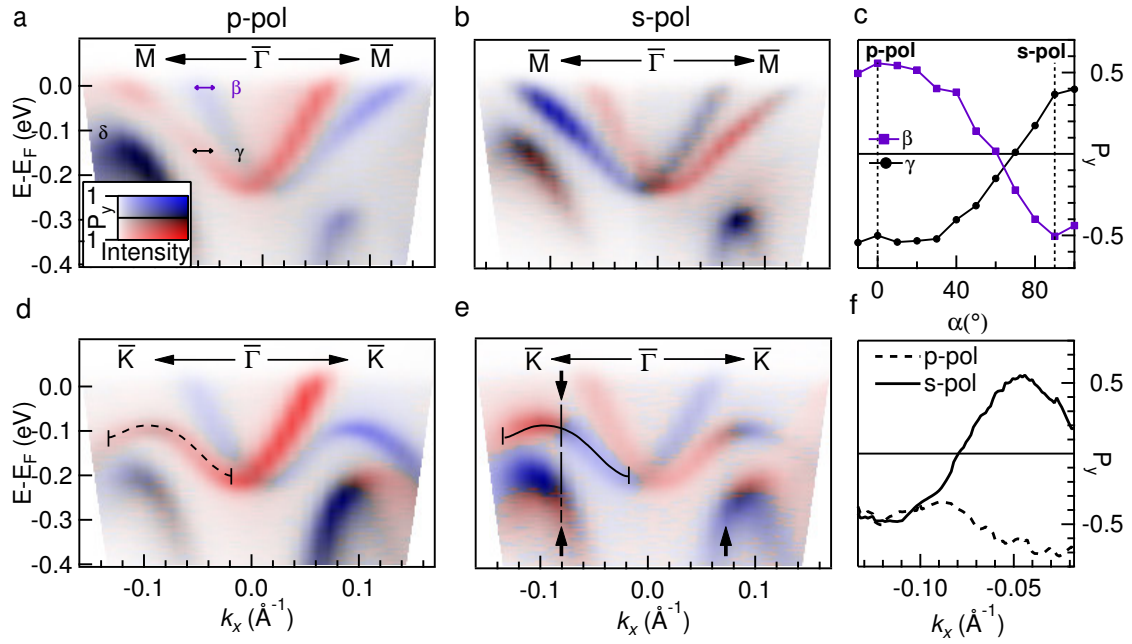 a
p-pol
b
s-pol
c
M̅
Γ̅
M̅
M̅
Γ̅
M̅
p-pol
s-pol
0.0
-0.1
-0.2
-0.3
-0.4
E-E_F (eV)
β
γ
δ
1
P_y
1
Intensity
β
γ
0.5
-0.5
P_y
0
40
80
α(°)
d
e
f
K̅
Γ̅
K̅
K̅
Γ̅
K̅
p-pol
s-pol
0.0
-0.1
-0.2
-0.3
-0.4
E-E_F (eV)
0.5
-0.5
P_y
-0.1
0.0
0.1
-0.1
0.0
0.1
-0.10
-0.05
k_x (Å⁻¹)
k_x (Å⁻¹)
k_x (Å⁻¹)